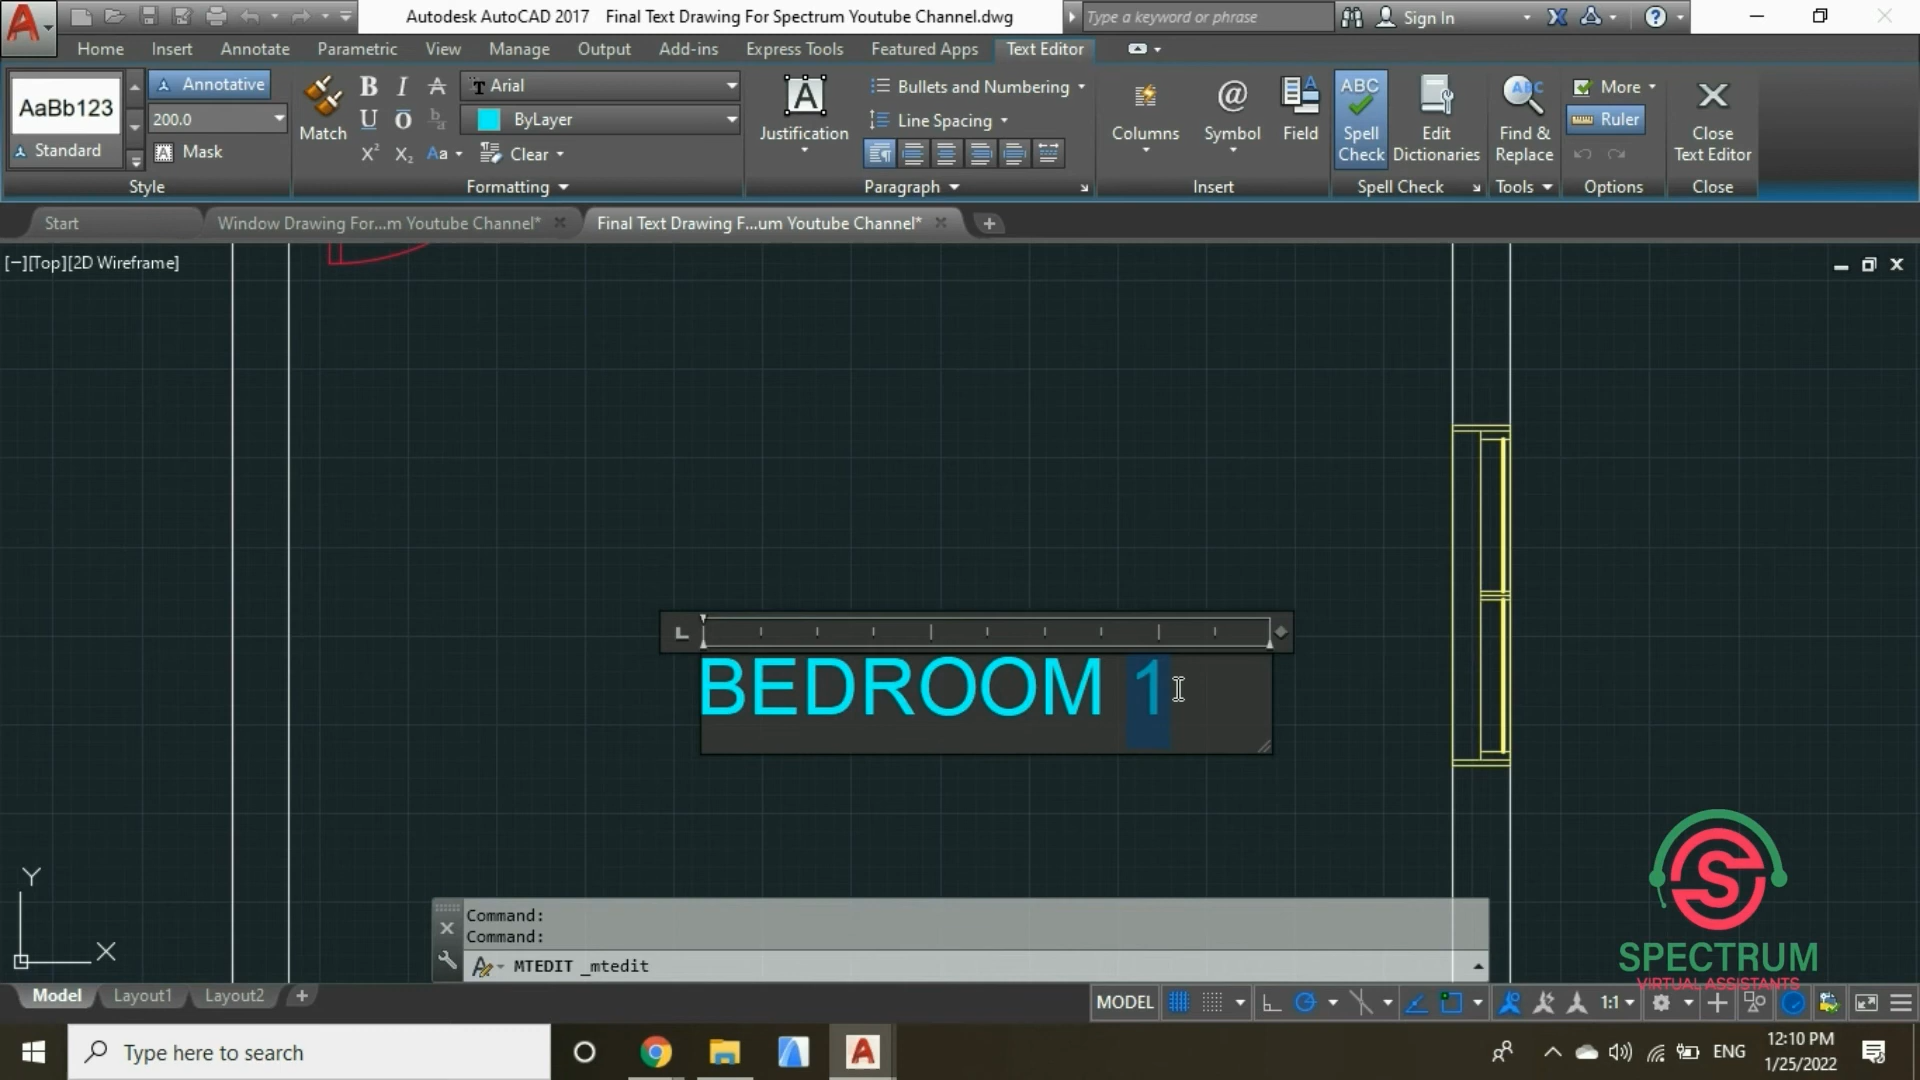 Autodesk AutoCAD 2017 Final Text Drawing For Spectrum Youtube Channel.dwg
Type a keyword or phrase
Sign In
Home Insert Annotate Parametric View Manage Output Add-ins Express Tools Featured Apps Text Editor
AaBb123
Standard
Annotative
200.0
Mask
Style
Match
Arial
ByLayer
Clear
Formatting
Justification
Bullets and Numbering
Line Spacing
Paragraph
Columns
Symbol
Field
Insert
ABC
Spell Check
Edit Dictionaries
Spell Check
ABC
Find & Replace
Tools
More
Ruler
Options
Close Text Editor
Close
Start
Window Drawing For...m Youtube Channel*
Final Text Drawing F...um Youtube Channel*
[−][Top][2D Wireframe]
BEDROOM 1
Y
X
Command:
Command:
MTEDIT _mtedit
SPECTRUM
VIRTUAL ASSISTANTS
Model Layout1 Layout2
MODEL
1:1
Type here to search
ENG
12:10 PM
1/25/2022